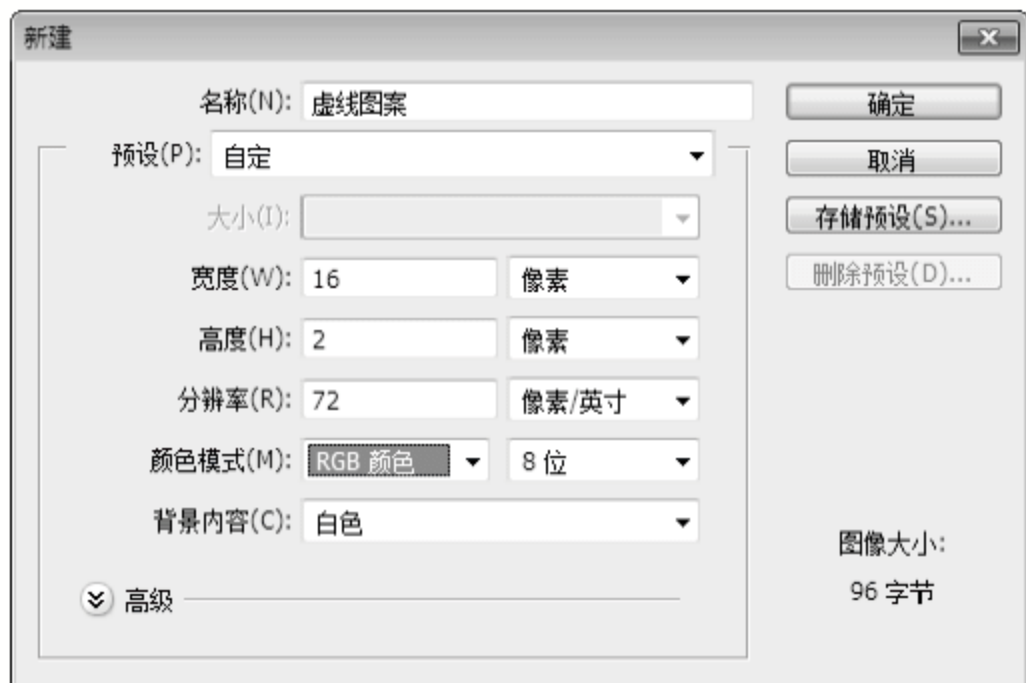 新建
名称(N): 虚线图案
确定
预设(P): 自定
取消
大小(I):
存储预设(S)...
宽度(W): 16 像素
删除预设(D)...
高度(H): 2 像素
分辨率(R): 72 像素/英寸
颜色模式(M): RGB 颜色 8 位
背景内容(C): 白色
图像大小:
96 字节
高级